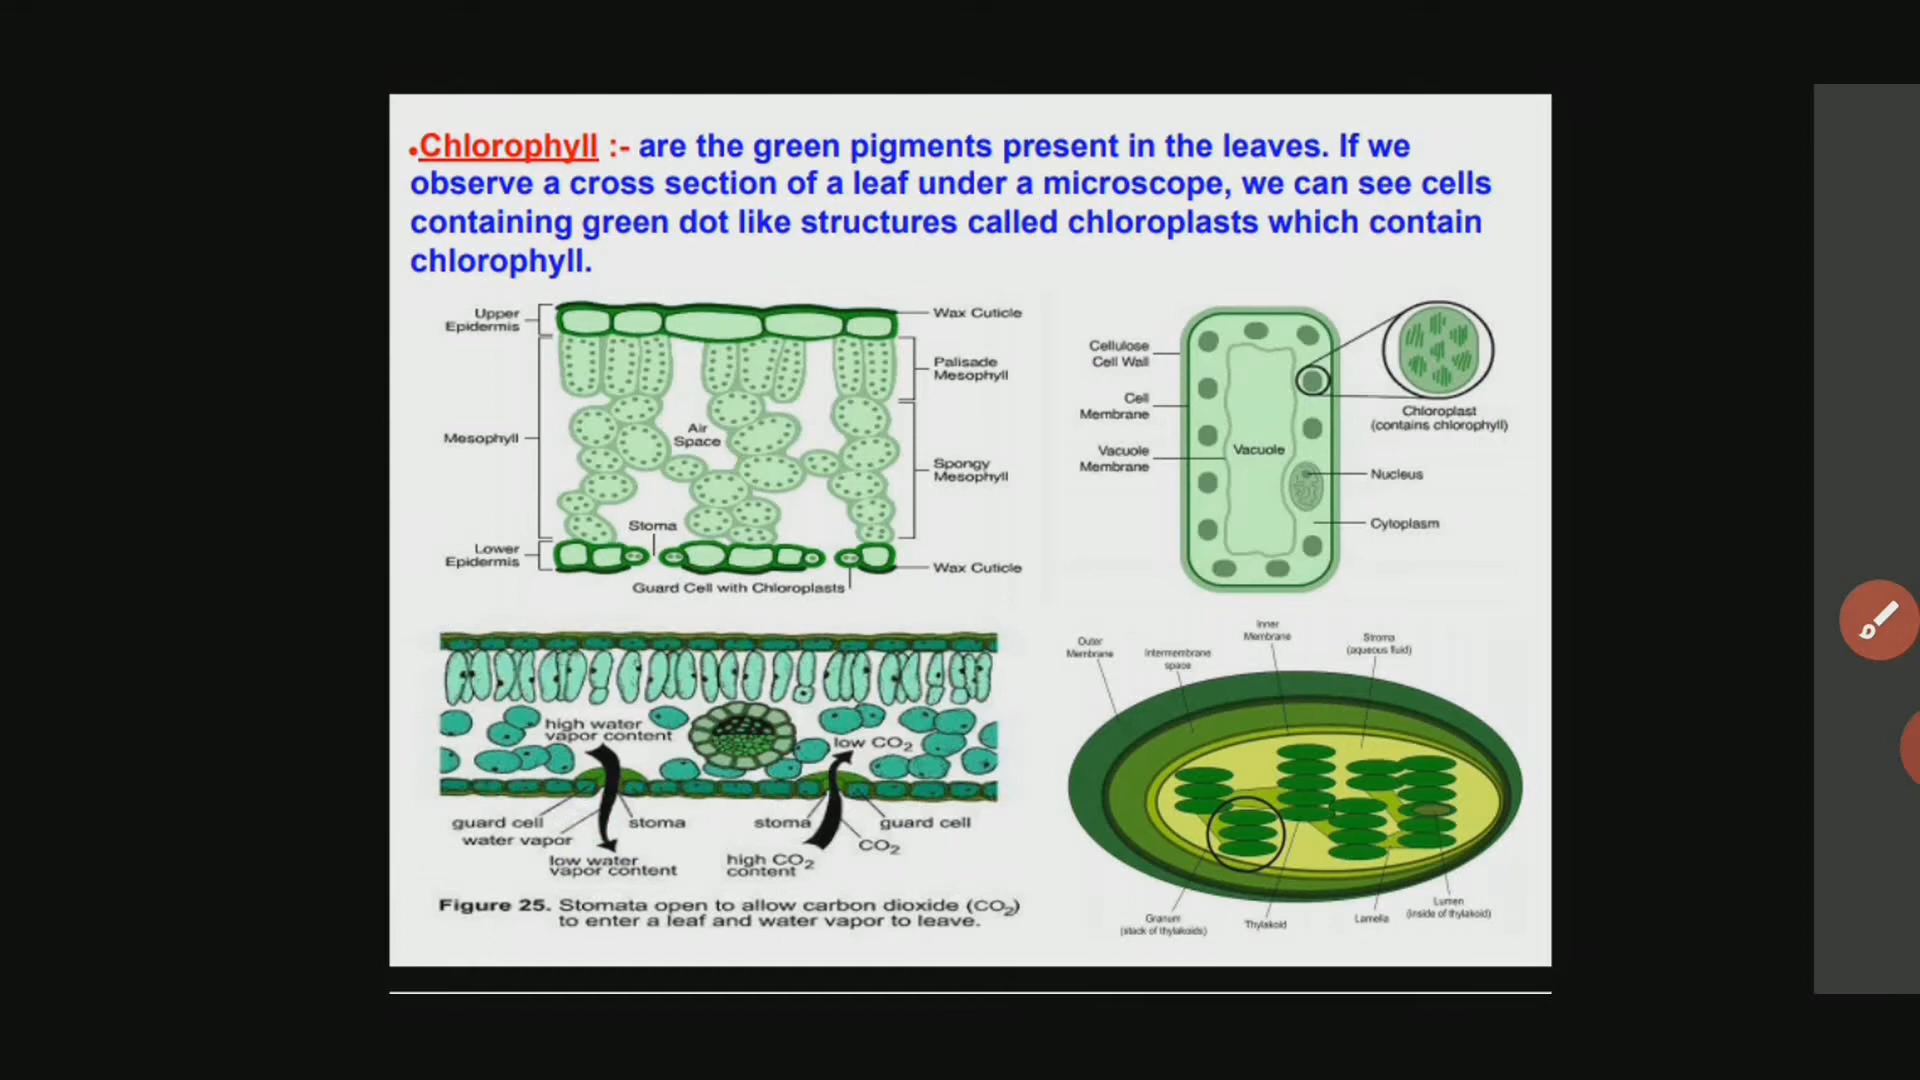 •Chlorophyll :- are the green pigments present in the leaves. If we
observe a cross section of a leaf under a microscope, we can see cells
containing green dot like structures called chloroplasts which contain
chlorophyll.
Upper
Epidermis
Mesophyll
Lower
Epidermis
Air
Space
Stoma
Guard Cell with Chloroplasts
Wax Cuticle
Palisade
Mesophyll
Spongy
Mesophyll
Wax Cuticle
Cellulose
Cell Wall
Cell
Membrane
Vacuole
Membrane
Vacuole
Chloroplast
(contains chlorophyll)
Nucleus
Cytoplasm
high water
vapor content
low CO2
guard cell
water vapor
stoma
low water
vapor content
stoma
guard cell
high CO2
content
CO2
Figure 25. Stomata open to allow carbon dioxide (CO2)
to enter a leaf and water vapor to leave.
Outer
Membrane
Intermembrane
space
Inner
Membrane
Stroma
(aqueous fluid)
Granum
(stack of thylakoids)
Thylakoid
Lamella
Lumen
(inside of thylakoid)